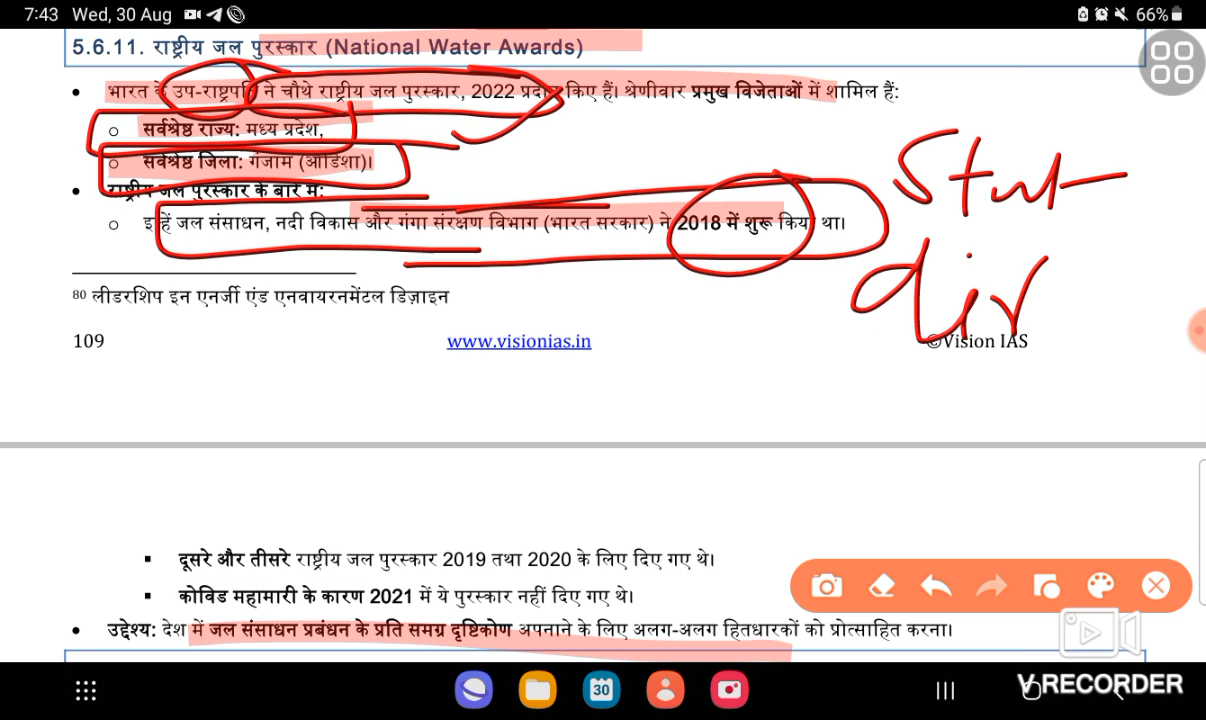 7:43 Wed, 30 Aug
66%
5.6.11. राष्ट्रीय जल पुरस्कार (National Water Awards)
• भारत के उप-राष्ट्रपति ने चौथे राष्ट्रीय जल पुरस्कार, 2022 किए हैं। श्रेणीवार प्रमुख विजेताओं में शामिल हैं:
o सर्वश्रेष्ठ राज्य: मध्य प्रदेश,
o सर्वश्रेष्ठ जिला: गंजाम (ओडिशा)।
• राष्ट्रीय जल पुरस्कार के बारे में:
o इन्हें जल संसाधन, नदी विकास और गंगा संरक्षण विभाग (भारत सरकार) ने 2018 में शुरू किया था।
80 लीडरशिप इन एनर्जी एंड एनवायरनमेंटल डिज़ाइन
109 www.visionias.in ©Vision IAS
▪ दूसरे और तीसरे राष्ट्रीय जल पुरस्कार 2019 तथा 2020 के लिए दिए गए थे।
▪ कोविड महामारी के कारण 2021 में ये पुरस्कार नहीं दिए गए थे।
• उद्देश्य: देश में जल संसाधन प्रबंधन के प्रति समग्र दृष्टिकोण अपनाने के लिए अलग-अलग हितधारकों को प्रोत्साहित करना।
30
VRECORDER